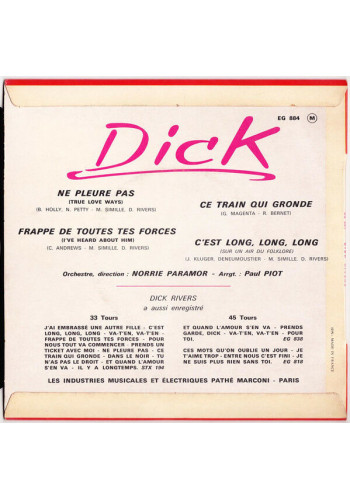 EG 884 M
Dick
NE PLEURE PAS
(TRUE LOVE WAYS)
(B. HOLLY, N. PETTY - M. SIMILLE, D. RIVERS)
CE TRAIN QUI GRONDE
(G. MAGENTA - R. BERNET)
FRAPPE DE TOUTES TES FORCES
(I'VE HEARD ABOUT HIM)
(C. ANDREWS - M. SIMILLE, D. RIVERS)
C'EST LONG, LONG, LONG
(SUR UN AIR DU FOLKLORE)
(J. KLUGER, DENEUMOUSTIER - M. SIMILLE, D. RIVERS)
Orchestre, direction : NORRIE PARAMOR - Arrgt. : Paul PIOT
DICK RIVERS
a aussi enregistré
33 Tours
J'AI EMBRASSÉ UNE AUTRE FILLE - C'EST
LONG, LONG, LONG - VA-T'EN, VA-T'EN -
FRAPPE DE TOUTES TES FORCES - POUR
NOUS TOUT VA COMMENCER - PRENDS UN
TICKET AVEC MOI - NE PLEURE PAS - CE
TRAIN QUI GRONDE - DANS LE NOIR - TU
N'AS PAS LE DROIT - ET QUAND L'AMOUR
S'EN VA - IL Y A LONGTEMPS. STX 194
45 Tours
ET QUAND L'AMOUR S'EN VA - PRENDS
GARDE, DICK - VA-T'EN, VA-T'EN - POUR
TOI. EG 830
CES MOTS QU'ON OUBLIE UN JOUR - JE
T'AIME TROP - ENTRE NOUS C'EST FINI - JE
NE SUIS PLUS RIEN SANS TOI. EG 810
LES INDUSTRIES MUSICALES ET ÉLECTRIQUES PATHÉ MARCONI - PARIS
MADE IN FRANCE